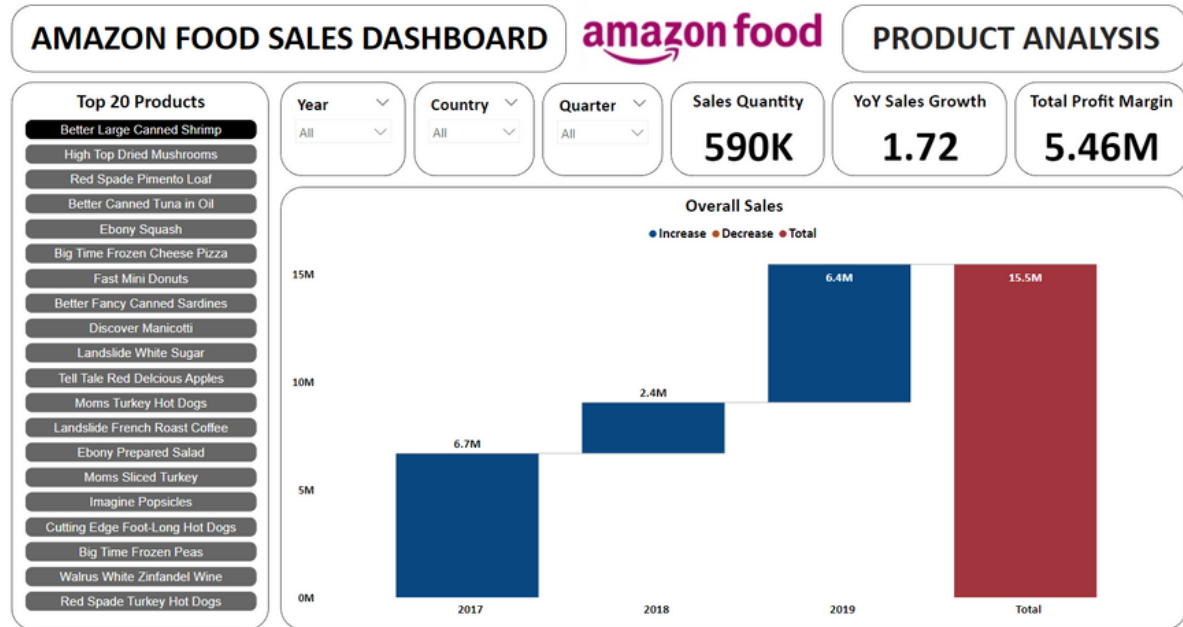 AMAZON FOOD SALES DASHBOARD
amazon food
PRODUCT ANALYSIS
Top 20 Products
Better Large Canned Shrimp
High Top Dried Mushrooms
Red Spade Pimento Loaf
Better Canned Tuna in Oil
Ebony Squash
Big Time Frozen Cheese Pizza
Fast Mini Donuts
Better Fancy Canned Sardines
Discover Manicotti
Landslide White Sugar
Tell Tale Red Delcious Apples
Moms Turkey Hot Dogs
Landslide French Roast Coffee
Ebony Prepared Salad
Moms Sliced Turkey
Imagine Popsicles
Cutting Edge Foot-Long Hot Dogs
Big Time Frozen Peas
Walrus White Zinfandel Wine
Red Spade Turkey Hot Dogs
Year
All
Country
All
Quarter
All
Sales Quantity
590K
YoY Sales Growth
1.72
Total Profit Margin
5.46M
Overall Sales
Increase Decrease Total
15M
10M
5M
0M
6.7M
2.4M
6.4M
15.5M
2017 2018 2019 Total